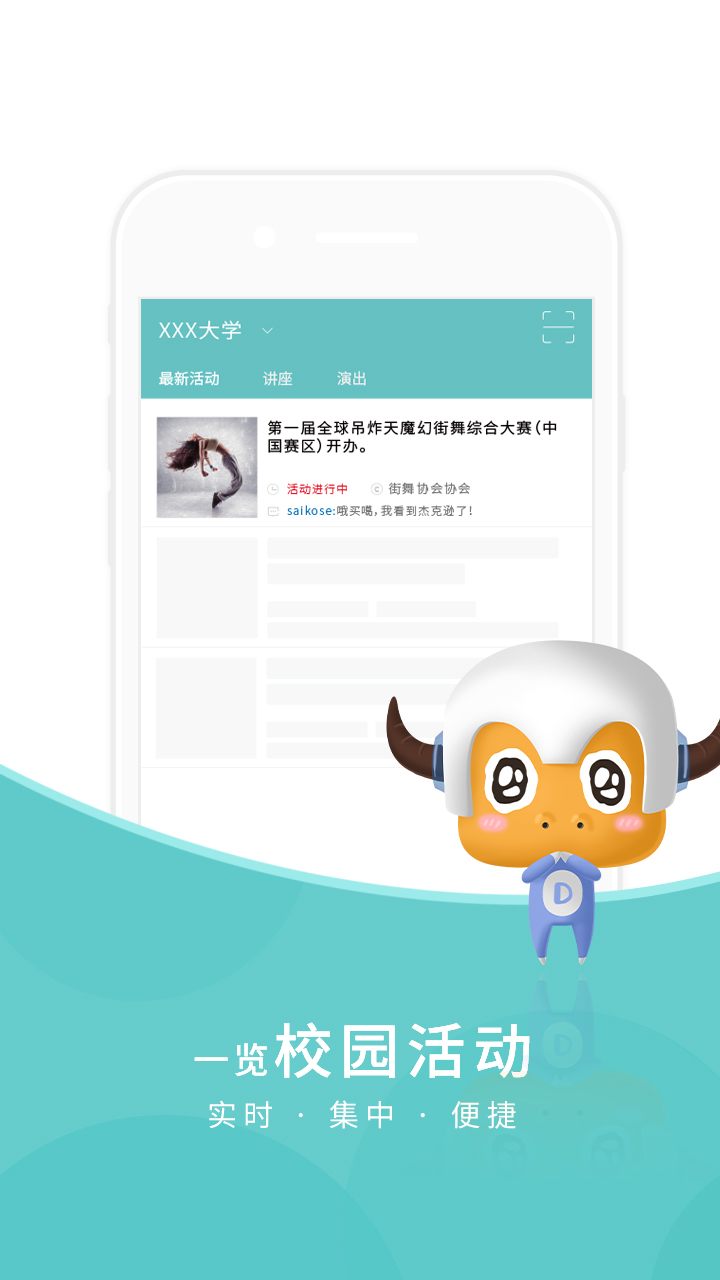 XXX大学
最新活动 讲座 演出
第一届全球吊炸天魔幻街舞综合大赛（中
国赛区）开办。
活动进行中 街舞协会协会
saikose:哦买噶，我看到杰克逊了！
D
一览校园活动
实时 · 集中 · 便捷